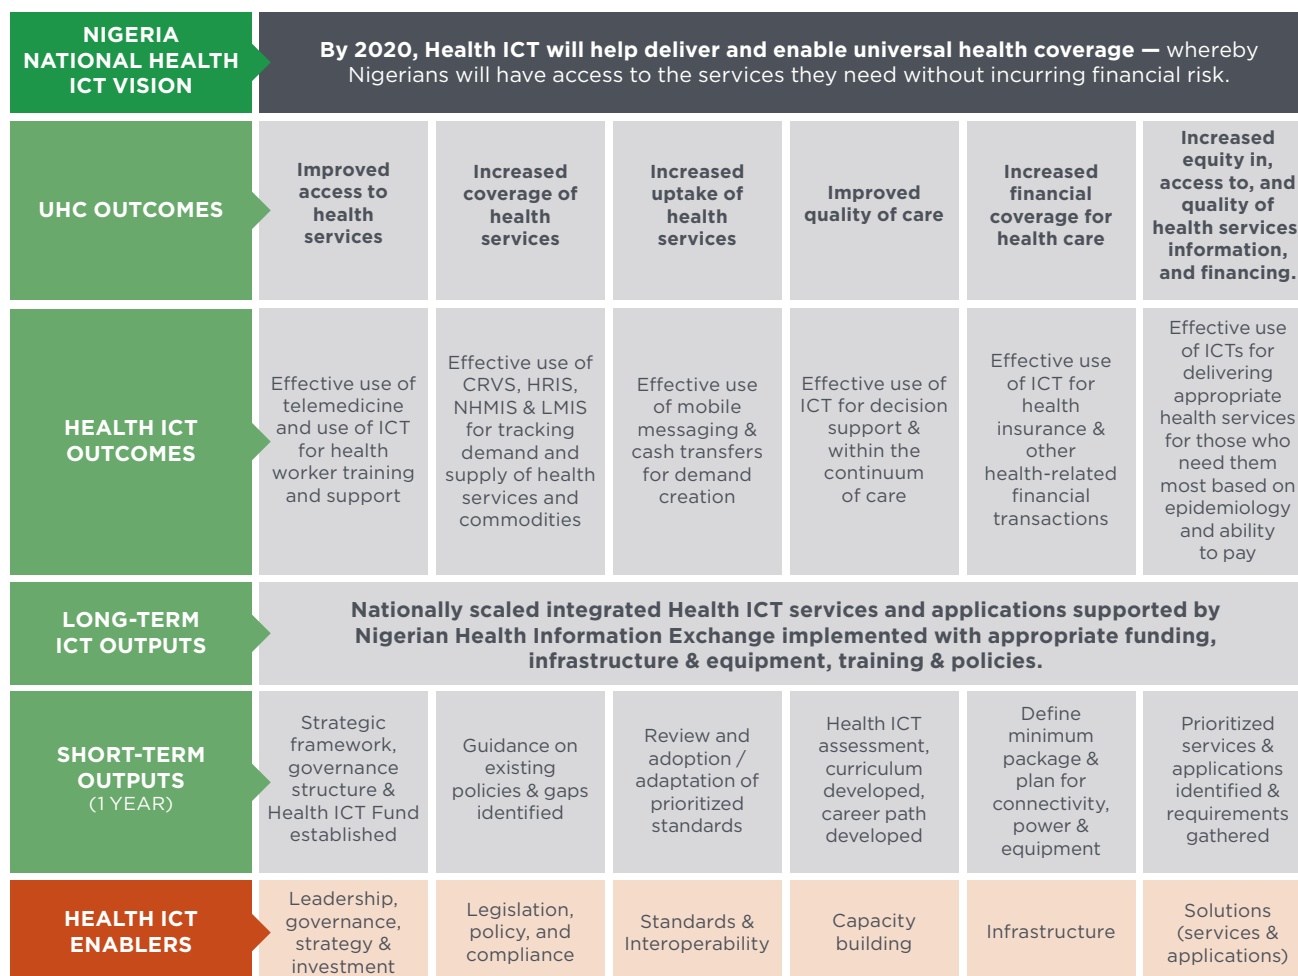 NIGERIA
NATIONAL HEALTH
ICT VISION
By 2020, Health ICT will help deliver and enable universal health coverage — whereby
Nigerians will have access to the services they need without incurring financial risk.
UHC OUTCOMES
Improved
access to
health
services
Increased
coverage of
health
services
Increased
uptake of
health
services
Improved
quality of care
Increased
financial
coverage for
health care
Increased
equity in,
access to, and
quality of
health services
information,
and financing.
HEALTH ICT
OUTCOMES
Effective use of
telemedicine
and use of ICT
for health
worker training
and support
Effective use of
CRVS, HRIS,
NHMIS & LMIS
for tracking
demand and
supply of health
services and
commodities
Effective use
of mobile
messaging &
cash transfers
for demand
creation
Effective use of
ICT for decision
support &
within the
continuum
of care
Effective use
of ICT for
health
insurance &
other
health-related
financial
transactions
Effective use
of ICTs for
delivering
appropriate
health services
for those who
need them
most based on
epidemiology
and ability
to pay
LONG-TERM
ICT OUTPUTS
Nationally scaled integrated Health ICT services and applications supported by
Nigerian Health Information Exchange implemented with appropriate funding,
infrastructure & equipment, training & policies.
SHORT-TERM
OUTPUTS
(1 YEAR)
Strategic
framework,
governance
structure &
Health ICT Fund
established
Guidance on
existing
policies & gaps
identified
Review and
adoption /
adaptation of
prioritized
standards
Health ICT
assessment,
curriculum
developed,
career path
developed
Define
minimum
package &
plan for
connectivity,
power &
equipment
Prioritized
services &
applications
identified &
requirements
gathered
HEALTH ICT
ENABLERS
Leadership,
governance,
strategy &
investment
Legislation,
policy, and
compliance
Standards &
Interoperability
Capacity
building
Infrastructure
Solutions
(services &
applications)